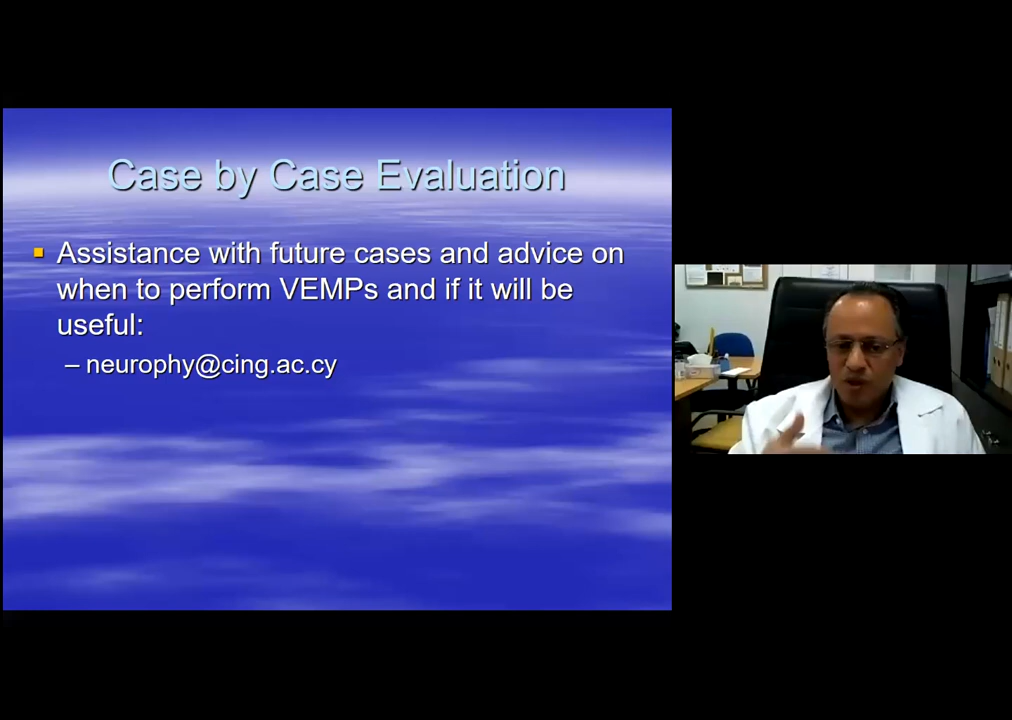 Case by Case Evaluation
Assistance with future cases and advice on
when to perform VEMPs and if it will be
useful:
– neurophy@cing.ac.cy